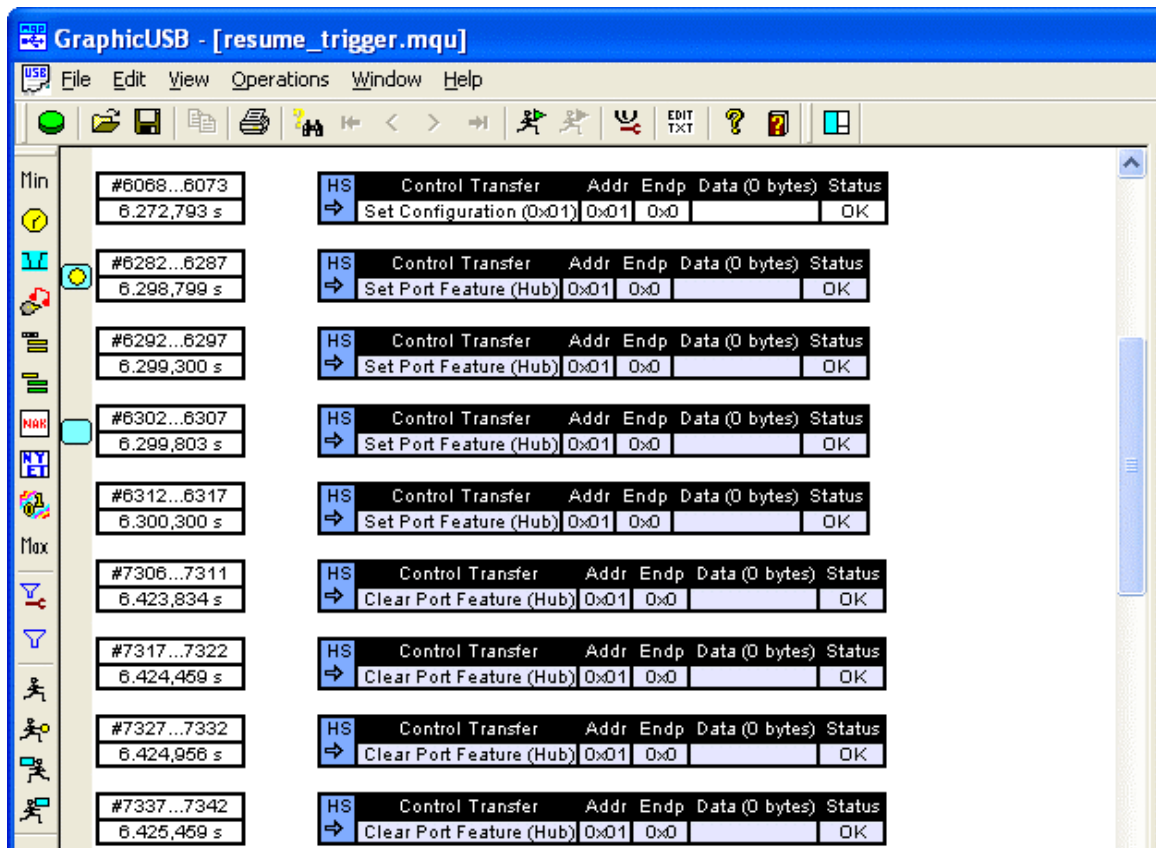 GraphicUSB - [resume_trigger.mqu]
File Edit View Operations Window Help
EDIT TXT
Min
#6068...6073 HS Control Transfer Addr Endp Data (0 bytes) Status
6.272,793 s Set Configuration (0x01) 0x01 0x0 OK
#6282...6287 HS Control Transfer Addr Endp Data (0 bytes) Status
6.298,799 s Set Port Feature (Hub) 0x01 0x0 OK
#6292...6297 HS Control Transfer Addr Endp Data (0 bytes) Status
6.299,300 s Set Port Feature (Hub) 0x01 0x0 OK
NAK
#6302...6307 HS Control Transfer Addr Endp Data (0 bytes) Status
6.299,803 s Set Port Feature (Hub) 0x01 0x0 OK
NYET
#6312...6317 HS Control Transfer Addr Endp Data (0 bytes) Status
6.300,300 s Set Port Feature (Hub) 0x01 0x0 OK
Max
#7306...7311 HS Control Transfer Addr Endp Data (0 bytes) Status
6.423,834 s Clear Port Feature (Hub) 0x01 0x0 OK
#7317...7322 HS Control Transfer Addr Endp Data (0 bytes) Status
6.424,459 s Clear Port Feature (Hub) 0x01 0x0 OK
#7327...7332 HS Control Transfer Addr Endp Data (0 bytes) Status
6.424,956 s Clear Port Feature (Hub) 0x01 0x0 OK
#7337...7342 HS Control Transfer Addr Endp Data (0 bytes) Status
6.425,459 s Clear Port Feature (Hub) 0x01 0x0 OK